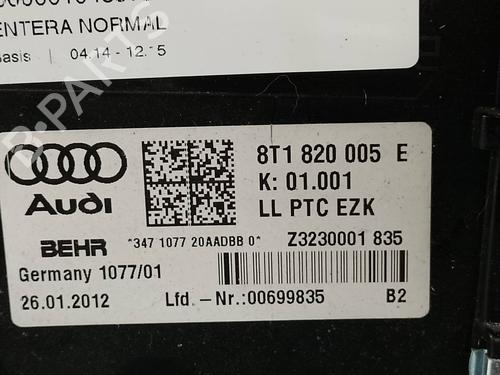 ENTERA NORMAL
Basis | 04.14 - 12.15
8T1 820 005 E
K: 01.001
Audi LL PTC EZK
BEHR *347 1077 20AADBB 0* Z3230001 835
Germany 1077/01
26.01.2012 Lfd.-Nr.:00699835 B2